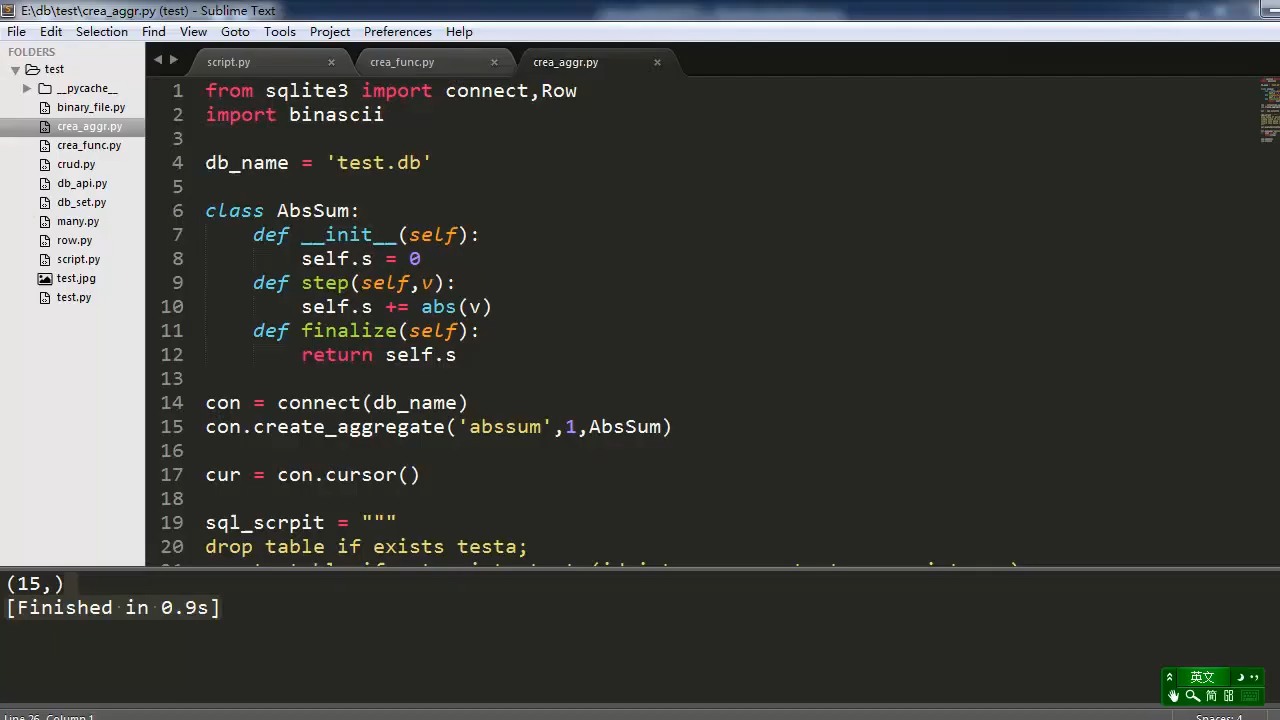 E:\db\test\crea_aggr.py (test) - Sublime Text
File Edit Selection Find View Goto Tools Project Preferences Help
FOLDERS
test
__pycache__
binary_file.py
crea_aggr.py
crea_func.py
crud.py
db_api.py
db_set.py
many.py
row.py
script.py
test.jpg
test.py
script.py crea_func.py crea_aggr.py
1 from sqlite3 import connect,Row
2 import binascii
3
4 db_name = 'test.db'
5
6 class AbsSum:
7 def __init__(self):
8 self.s = 0
9 def step(self,v):
10 self.s += abs(v)
11 def finalize(self):
12 return self.s
13
14 con = connect(db_name)
15 con.create_aggregate('abssum',1,AbsSum)
16
17 cur = con.cursor()
18
19 sql_scrpit = """
20 drop table if exists testa;
(15,)
[Finished in 0.9s]
英文
简
Line 26, Column 1
Spaces: 4